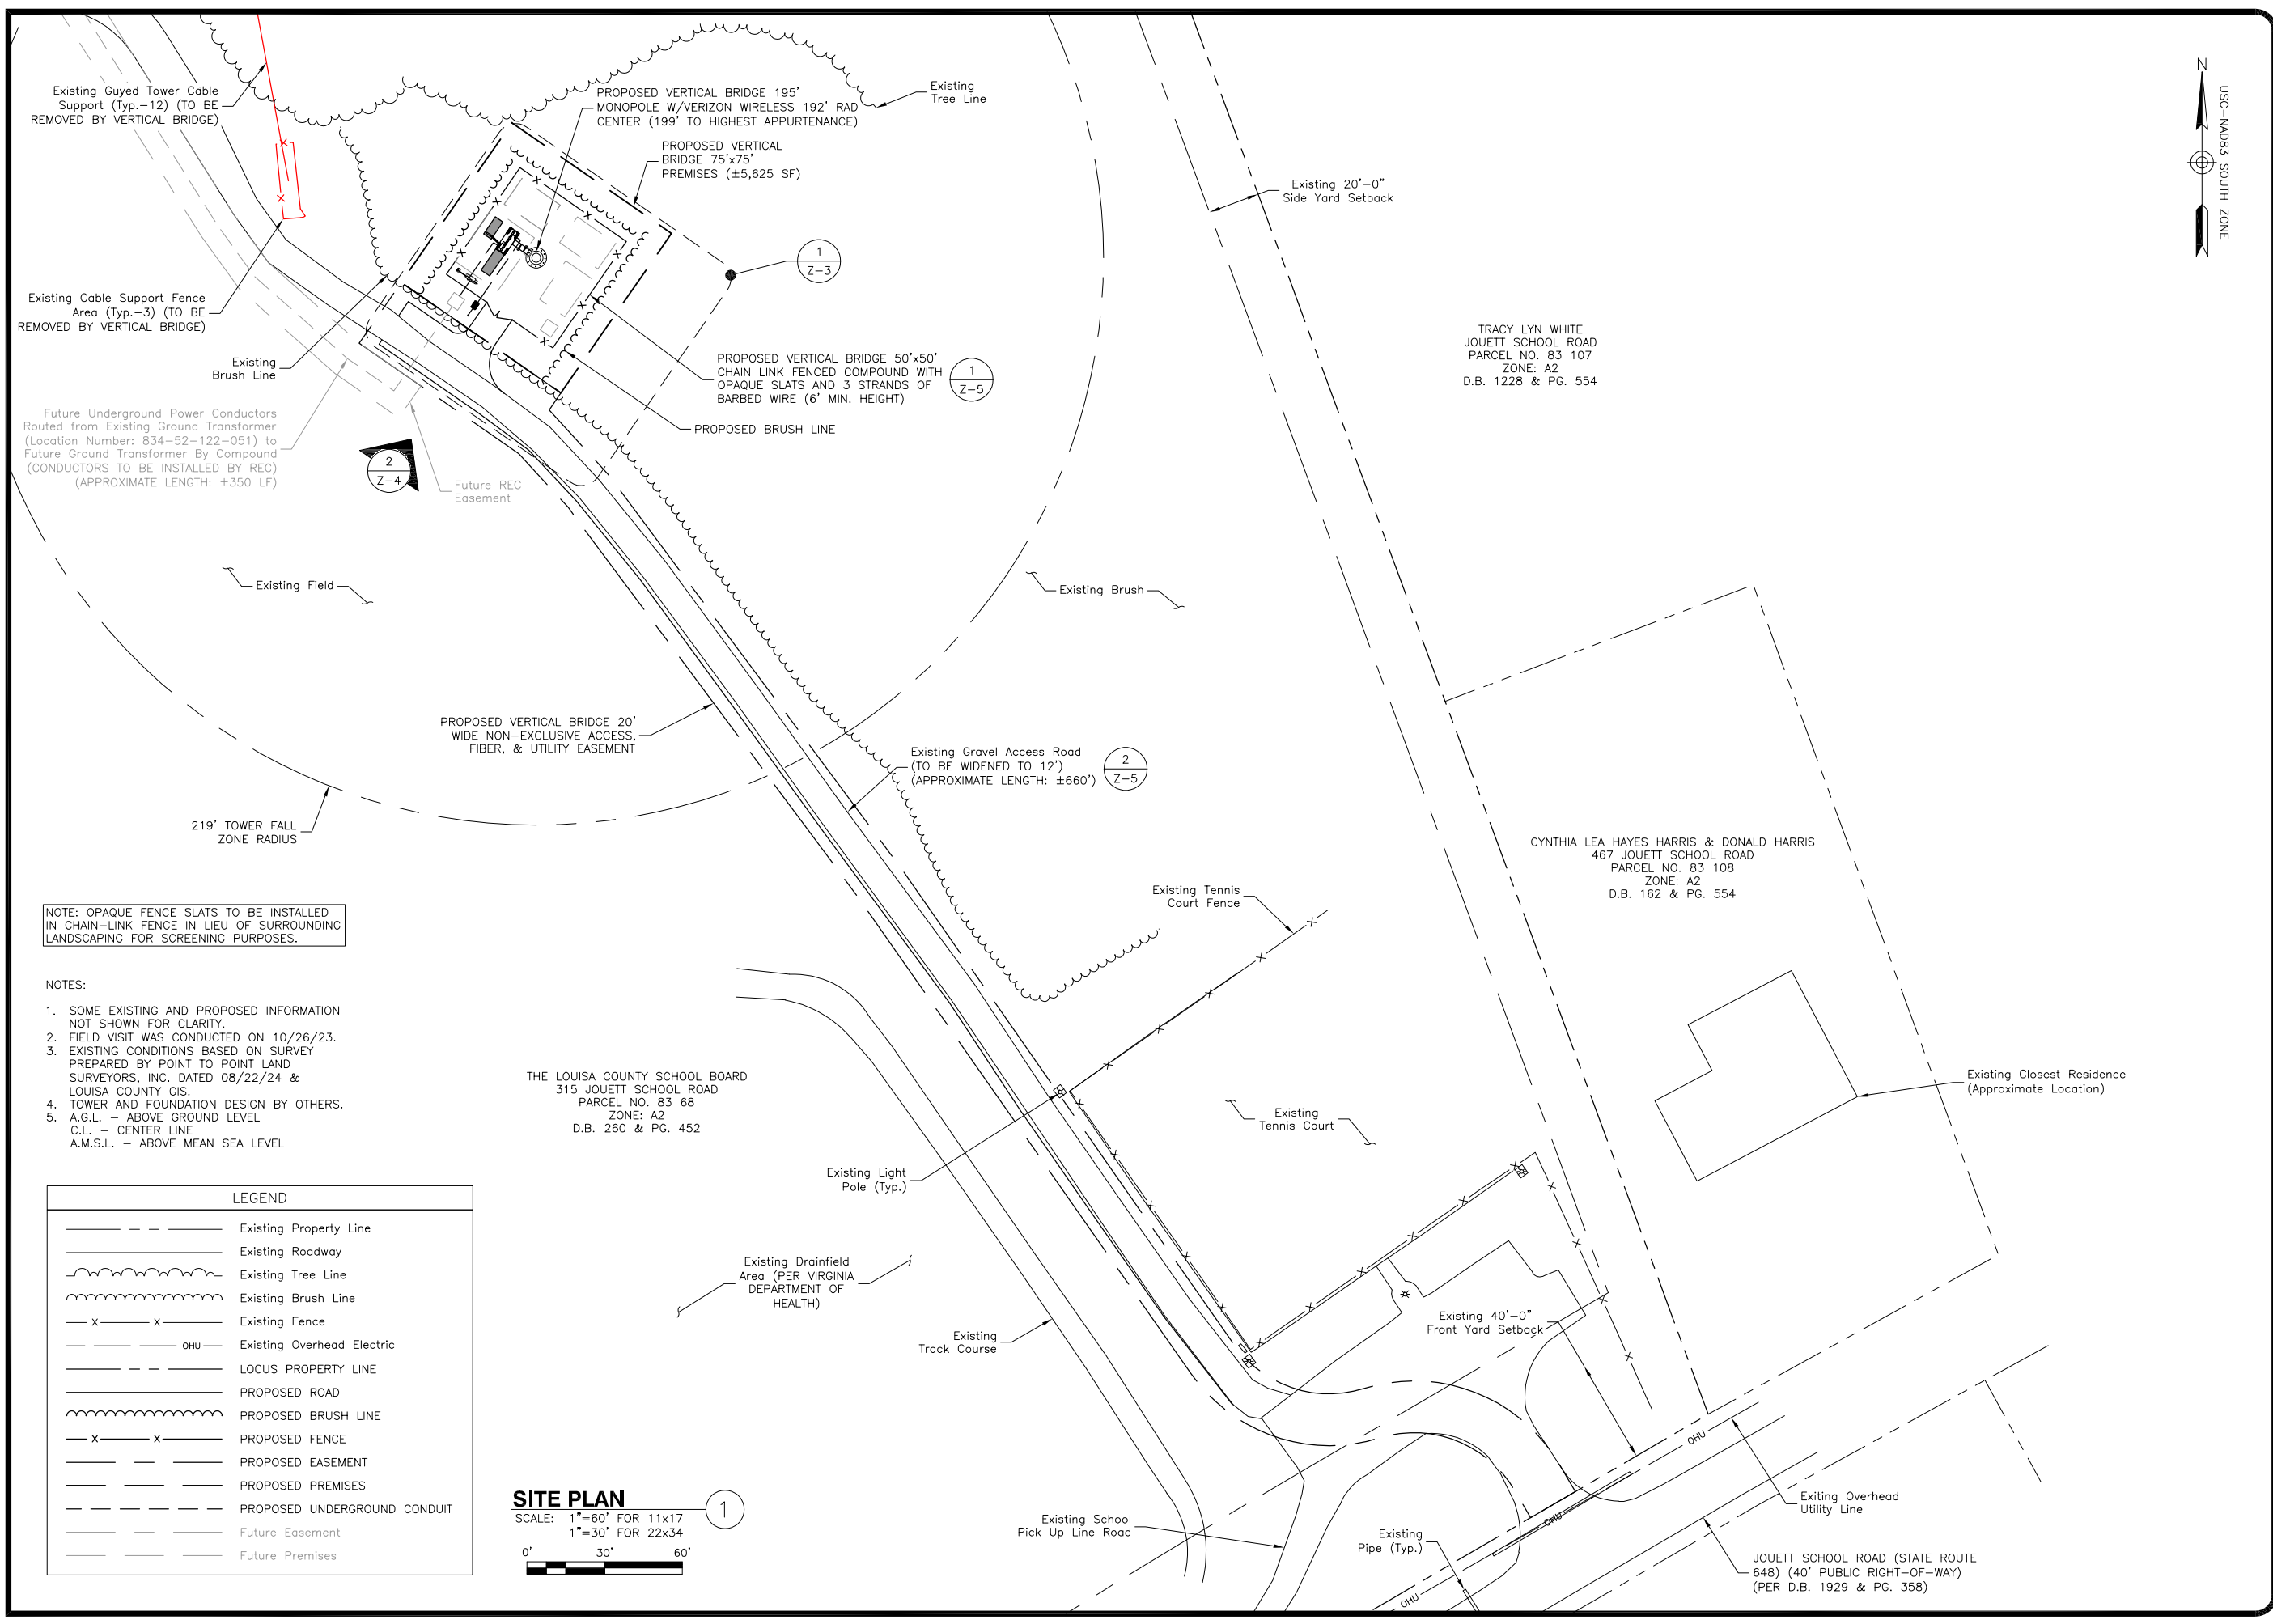 Existing Guyed Tower Cable
Support (Typ.-12) (TO BE
REMOVED BY VERTICAL BRIDGE)
PROPOSED VERTICAL BRIDGE 195'
MONOPOLE W/VERIZON WIRELESS 192' RAD
CENTER (199' TO HIGHEST APPURTENANCE)
Existing
Tree Line
PROPOSED VERTICAL
BRIDGE 75'x75'
PREMISES (±5,625 SF)
N
USC-NAD83 SOUTH ZONE
Existing 20'-0"
Side Yard Setback
1
Z-3
Existing Cable Support Fence
Area (Typ.-3) (TO BE
REMOVED BY VERTICAL BRIDGE)
Existing
Brush Line
PROPOSED VERTICAL BRIDGE 50'x50'
CHAIN LINK FENCED COMPOUND WITH
OPAQUE SLATS AND 3 STRANDS OF
BARBED WIRE (6' MIN. HEIGHT)
1
Z-5
PROPOSED BRUSH LINE
TRACY LYN WHITE
JOUETT SCHOOL ROAD
PARCEL NO. 83 107
ZONE: A2
D.B. 1228 & PG. 554
Future Underground Power Conductors
Routed from Existing Ground Transformer
(Location Number: 834-52-122-051) to
Future Ground Transformer By Compound
(CONDUCTORS TO BE INSTALLED BY REC)
(APPROXIMATE LENGTH: ±350 LF)
2
Z-4
Future REC
Easement
Existing Field
Existing Brush
PROPOSED VERTICAL BRIDGE 20'
WIDE NON-EXCLUSIVE ACCESS,
FIBER, & UTILITY EASEMENT
Existing Gravel Access Road
(TO BE WIDENED TO 12')
(APPROXIMATE LENGTH: ±660')
2
Z-5
219' TOWER FALL
ZONE RADIUS
CYNTHIA LEA HAYES HARRIS & DONALD HARRIS
467 JOUETT SCHOOL ROAD
PARCEL NO. 83 108
ZONE: A2
D.B. 162 & PG. 554
Existing Tennis
Court Fence
NOTE: OPAQUE FENCE SLATS TO BE INSTALLED
IN CHAIN-LINK FENCE IN LIEU OF SURROUNDING
LANDSCAPING FOR SCREENING PURPOSES.
NOTES:
1. SOME EXISTING AND PROPOSED INFORMATION
NOT SHOWN FOR CLARITY.
2. FIELD VISIT WAS CONDUCTED ON 10/26/23.
3. EXISTING CONDITIONS BASED ON SURVEY
PREPARED BY POINT TO POINT LAND
SURVEYORS, INC. DATED 08/22/24 &
LOUISA COUNTY GIS.
4. TOWER AND FOUNDATION DESIGN BY OTHERS.
5. A.G.L. - ABOVE GROUND LEVEL
C.L. - CENTER LINE
A.M.S.L. - ABOVE MEAN SEA LEVEL
THE LOUISA COUNTY SCHOOL BOARD
315 JOUETT SCHOOL ROAD
PARCEL NO. 83 68
ZONE: A2
D.B. 260 & PG. 452
Existing Closest Residence
(Approximate Location)
Existing
Tennis Court
Existing Light
Pole (Typ.)
Existing Drainfield
Area (PER VIRGINIA
DEPARTMENT OF
HEALTH)
Existing
Track Course
Existing 40'-0"
Front Yard Setback
LEGEND
Existing Property Line
Existing Roadway
Existing Tree Line
Existing Brush Line
X X Existing Fence
OHU Existing Overhead Electric
LOCUS PROPERTY LINE
PROPOSED ROAD
PROPOSED BRUSH LINE
X X PROPOSED FENCE
PROPOSED EASEMENT
PROPOSED PREMISES
PROPOSED UNDERGROUND CONDUIT
Future Easement
Future Premises
SITE PLAN
1
SCALE: 1"=60' FOR 11x17
1"=30' FOR 22x34
0' 30' 60'
Existing School
Pick Up Line Road
Existing
Pipe (Typ.)
OHU
OHU
OHU
Exiting Overhead
Utility Line
JOUETT SCHOOL ROAD (STATE ROUTE
648) (40' PUBLIC RIGHT-OF-WAY)
(PER D.B. 1929 & PG. 358)